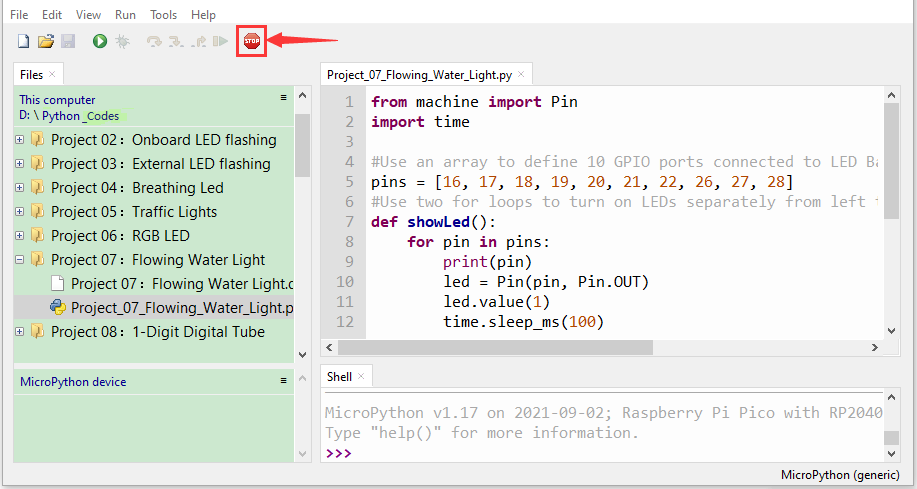 File Edit View Run Tools Help
STOP
Files
This computer
D: \ Python _Codes
Project 02：Onboard LED flashing
Project 03：External LED flashing
Project 04：Breathing Led
Project 05：Traffic Lights
Project 06：RGB LED
Project 07：Flowing Water Light
Project 07：Flowing Water Light.c
Project_07_Flowing_Water_Light.p
Project 08：1-Digit Digital Tube
MicroPython device
Project_07_Flowing_Water_Light.py
1 from machine import Pin
2 import time
3
4 #Use an array to define 10 GPIO ports connected to LED Ba
5 pins = [16, 17, 18, 19, 20, 21, 22, 26, 27, 28]
6 #Use two for loops to turn on LEDs separately from left t
7 def showLed():
8 for pin in pins:
9 print(pin)
10 led = Pin(pin, Pin.OUT)
11 led.value(1)
12 time.sleep_ms(100)
Shell
MicroPython v1.17 on 2021-09-02; Raspberry Pi Pico with RP2040
Type "help()" for more information.
>>>
MicroPython (generic)